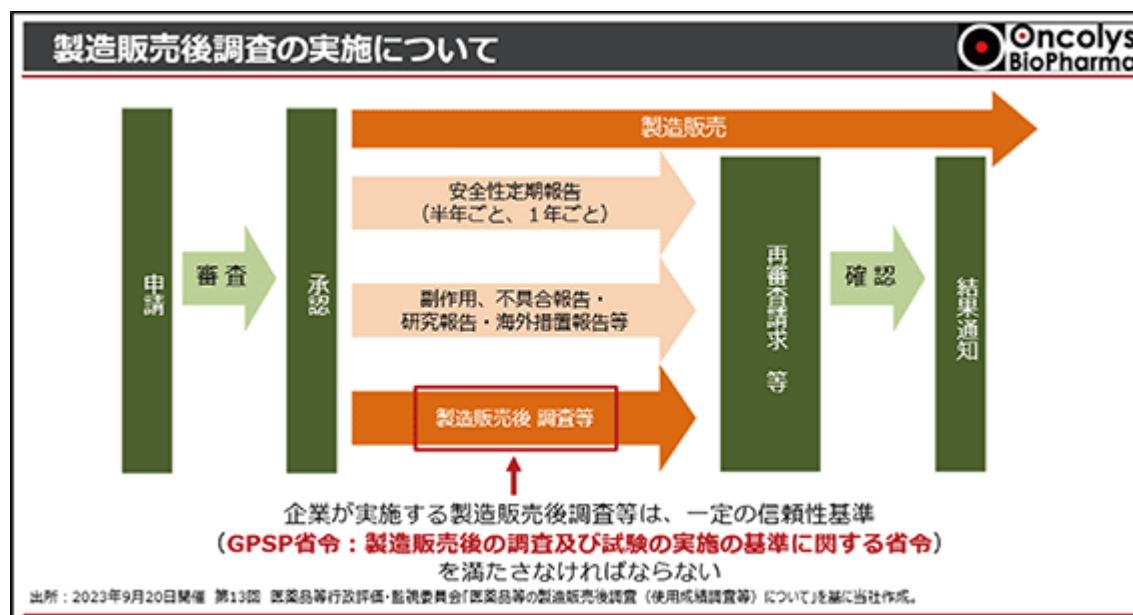 製造販売後調査の実施について
Oncolys
BioPharma
製造販売
安全性定期報告
（半年ごと、１年ごと）
申請
審 査
承認
副作用、不具合報告・
研究報告・海外措置報告等
再審査請求 等
確 認
結果通知
製造販売後 調査等
企業が実施する製造販売後調査等は、一定の信頼性基準
（GPSP省令：製造販売後の調査及び試験の実施の基準に関する省令）
を満たさなければならない
出所：2023年9月20日開催 第13回 医薬品等行政評価・監視委員会「医薬品等の製造販売後調査（使用成績調査等）について」を基に当社作成。